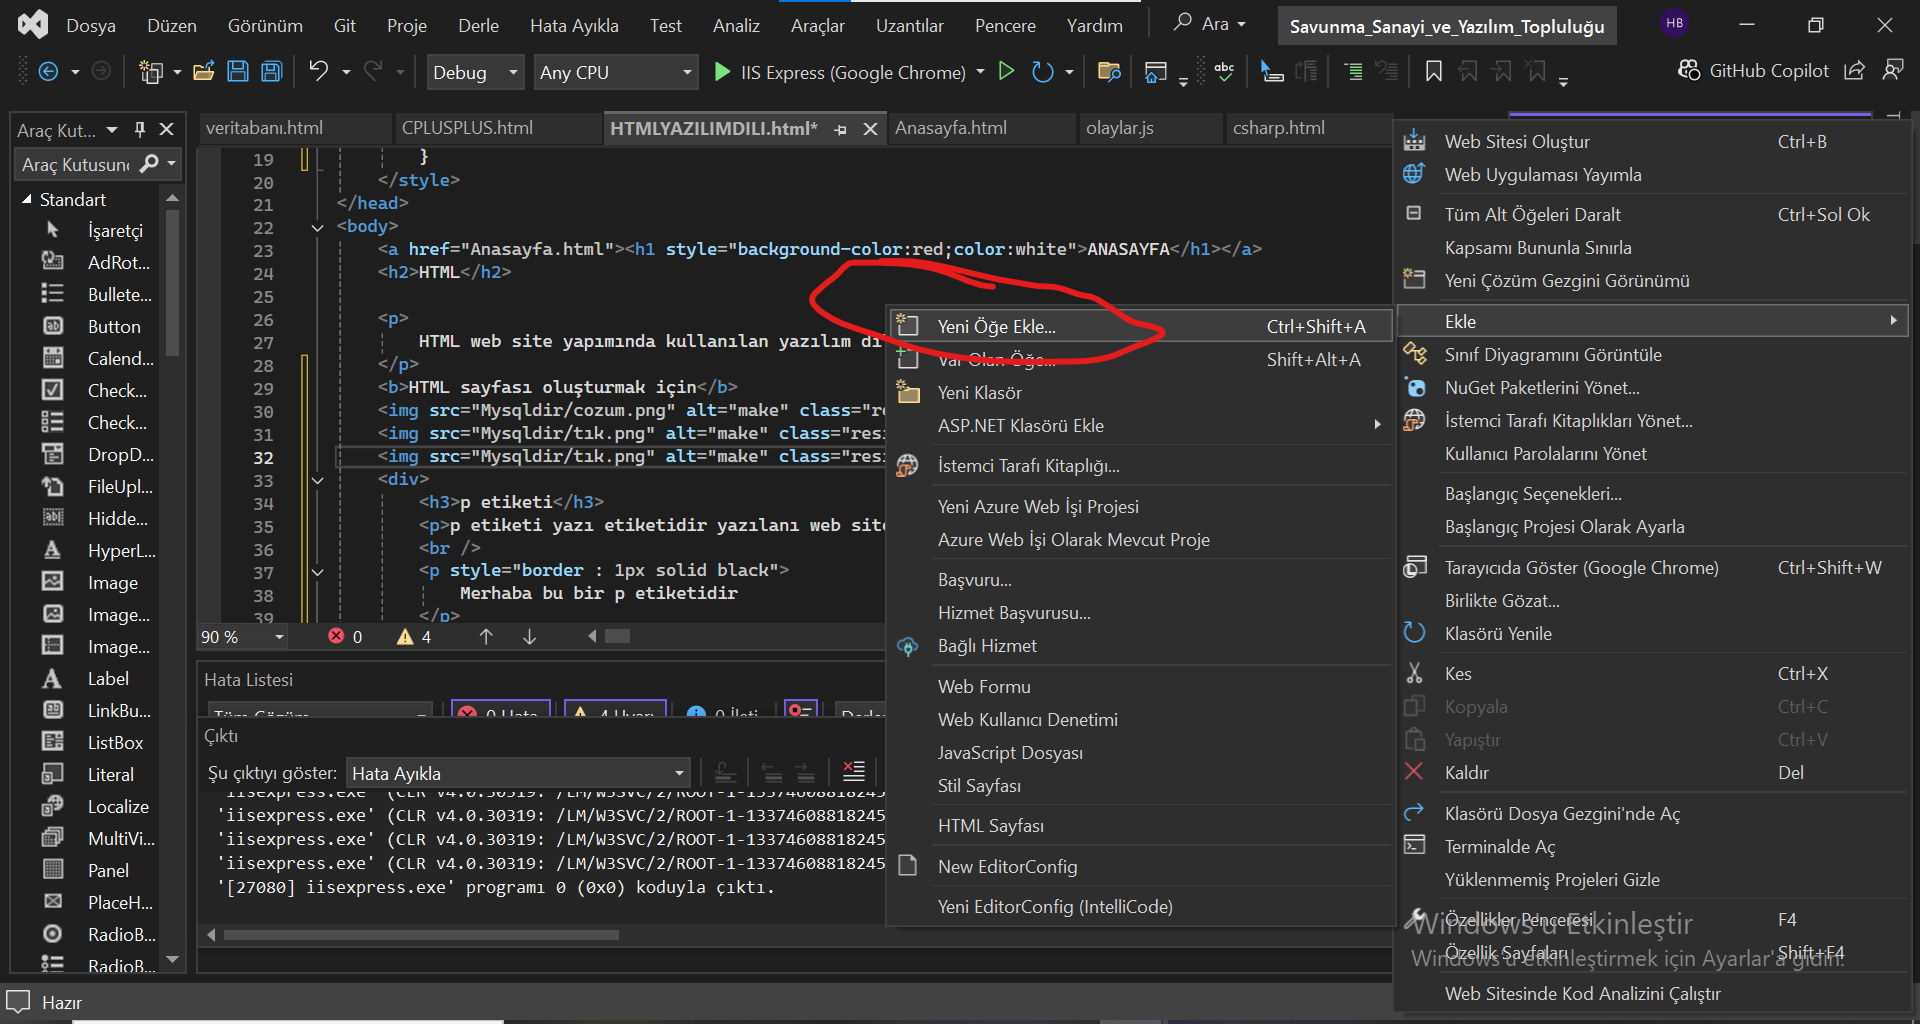 Dosya Düzen Görünüm Git Proje Derle Hata Ayıkla Test Analiz Araçlar Uzantılar Pencere Yardım Ara Savunma_Sanayi_ve_Yazılım_Topluluğu HB
Debug Any CPU IIS Express (Google Chrome) abc GitHub Copilot
Araç Kut...
Araç Kutusunc
Standart
İşaretçi
AdRot...
Bullete...
Button
Calend...
Check...
Check...
DropD...
FileUpl...
Hidde...
HyperL...
Image
Image...
Image...
Label
LinkBu...
ListBox
Literal
Localize
MultiVi...
Panel
PlaceH...
RadioB...
RadioB...
veritabanı.html CPLUSPLUS.html HTMLYAZILIMDILI.html* Anasayfa.html olaylar.js csharp.html
19 }
20 </style>
21 </head>
22 <body>
23 <a href="Anasayfa.html"><h1 style="background-color:red;color:white">ANASAYFA</h1></a>
24 <h2>HTML</h2>
25
26 <p>
27 HTML web site yapımında kullanılan yazılım di
28 </p>
29 <b>HTML sayfası oluşturmak için</b>
30 <img src="Mysqldir/cozum.png" alt="make" class="re
31 <img src="Mysqldir/tık.png" alt="make" class="res
32 <img src="Mysqldir/tık.png" alt="make" class="res
33 <div>
34 <h3>p etiketi</h3>
35 <p>p etiketi yazı etiketidir yazılanı web site
36 <br />
37 <p style="border : 1px solid black">
38 Merhaba bu bir p etiketidir
39 </p>
90 % 0 4
Hata Listesi
Tüm Çözüm 0 Hata 4 Uyarı 0 İleti Derle
Çıktı
Şu çıktıyı göster: Hata Ayıkla
'iisexpress.exe' (CLR v4.0.30319: /LM/W3SVC/2/ROOT-1-13374608818245
'iisexpress.exe' (CLR v4.0.30319: /LM/W3SVC/2/ROOT-1-13374608818245
'iisexpress.exe' (CLR v4.0.30319: /LM/W3SVC/2/ROOT-1-13374608818245
'iisexpress.exe' (CLR v4.0.30319: /LM/W3SVC/2/ROOT-1-13374608818245
'[27080] iisexpress.exe' programı 0 (0x0) koduyla çıktı.
Yeni Öğe Ekle... Ctrl+Shift+A
Var Olan Öğe... Shift+Alt+A
Yeni Klasör
ASP.NET Klasörü Ekle
İstemci Tarafı Kitaplığı...
Yeni Azure Web İşi Projesi
Azure Web İşi Olarak Mevcut Proje
Başvuru...
Hizmet Başvurusu...
Bağlı Hizmet
Web Formu
Web Kullanıcı Denetimi
JavaScript Dosyası
Stil Sayfası
HTML Sayfası
New EditorConfig
Yeni EditorConfig (IntelliCode)
Web Sitesi Oluştur Ctrl+B
Web Uygulaması Yayımla
Tüm Alt Öğeleri Daralt Ctrl+Sol Ok
Kapsamı Bununla Sınırla
Yeni Çözüm Gezgini Görünümü
Ekle
Sınıf Diyagramını Görüntüle
NuGet Paketlerini Yönet...
İstemci Tarafı Kitaplıkları Yönet...
Kullanıcı Parolalarını Yönet
Başlangıç Seçenekleri...
Başlangıç Projesi Olarak Ayarla
Tarayıcıda Göster (Google Chrome) Ctrl+Shift+W
Birlikte Gözat...
Klasörü Yenile
Kes Ctrl+X
Kopyala Ctrl+C
Yapıştır Ctrl+V
Kaldır Del
Klasörü Dosya Gezgini'nde Aç
Terminalde Aç
Yüklenmemiş Projeleri Gizle
Özellikler Penceresi F4
Özellik Sayfaları Shift+F4
Web Sitesinde Kod Analizini Çalıştır
Windows'u Etkinleştir
Windows'u etkinleştirmek için Ayarlar'a gidin.
Hazır